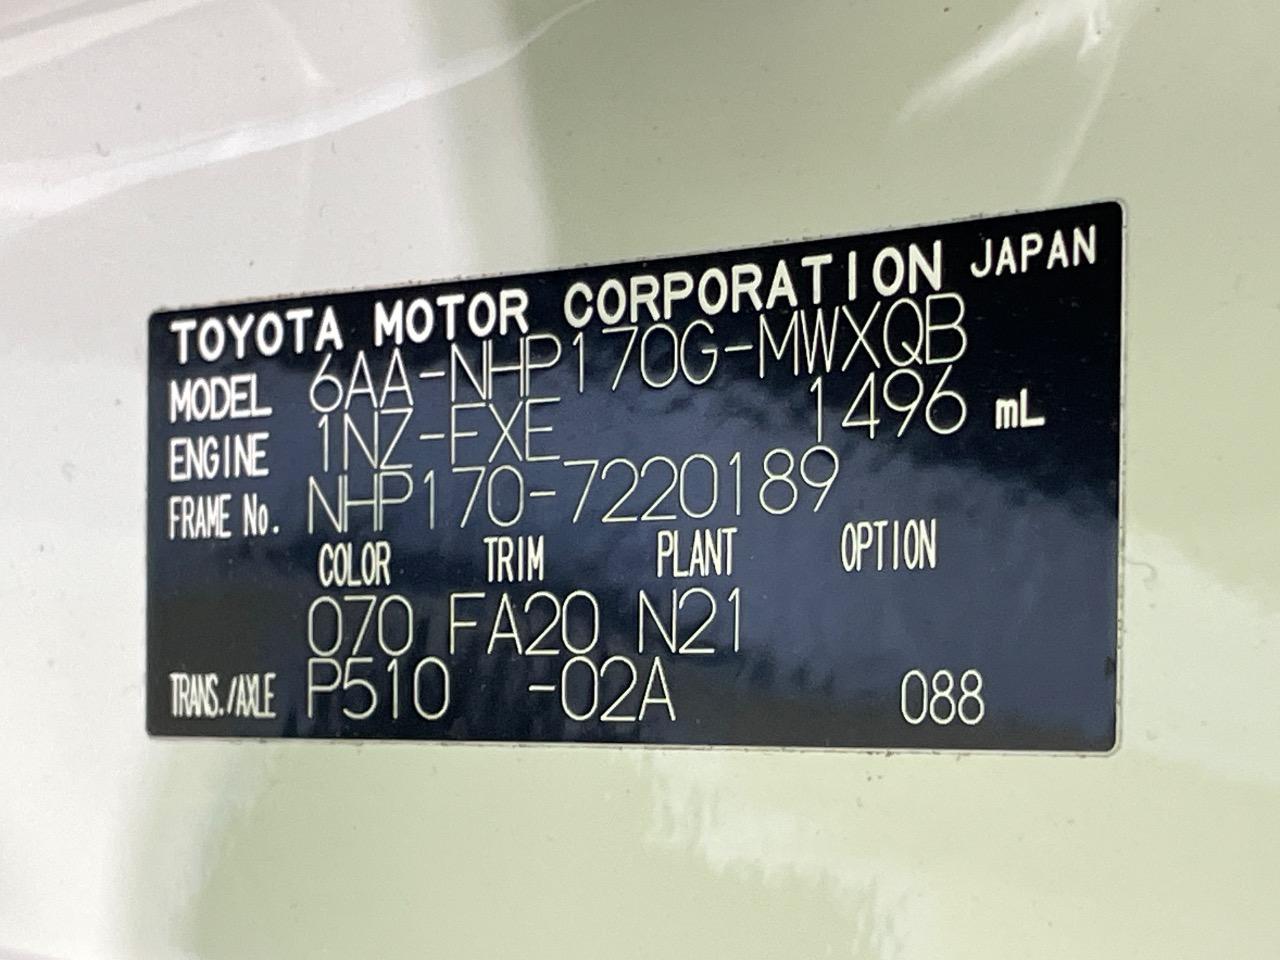 TOYOTA MOTOR CORPORATION JAPAN
MODEL 6AA-NHP170G-MWXQB
ENGINE 1NZ-FXE 1496 mL
FRAME No. NHP170-7220189
COLOR TRIM PLANT OPTION
070 FA20 N21
TRANS./AXLE P510 -02A 088